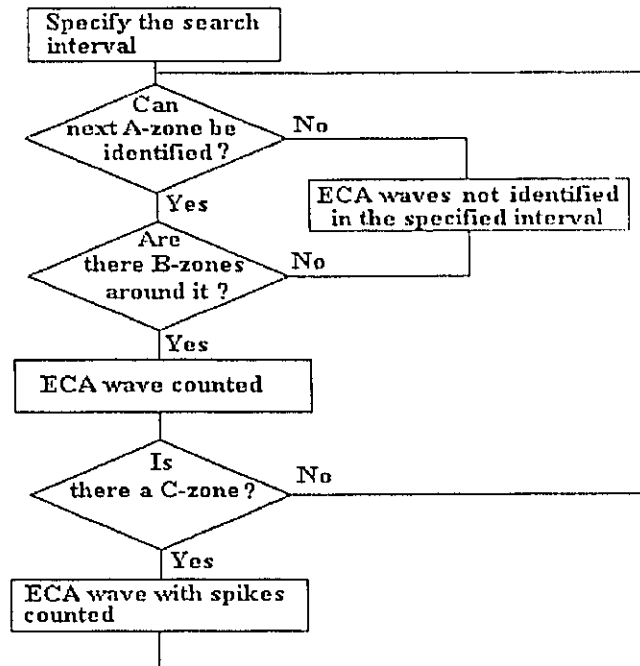 Specify the search
interval
Can
next A-zone be
identified ?
No
Yes
ECA waves not identified
in the specified interval
Are
there B-zones
around it ?
No
Yes
ECA wave counted
Is
there a C-zone?
No
Yes
ECA wave with spikes
counted